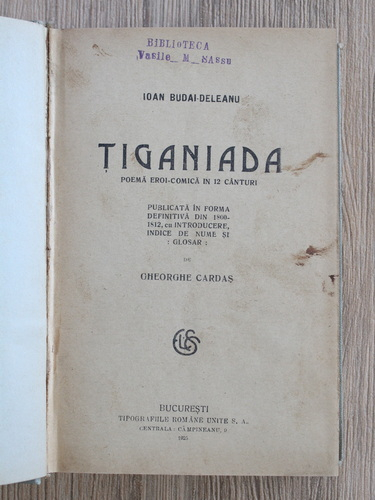 BIBLIOTECA
Vasile M SAssu
IOAN BUDAI-DELEANU
ȚIGANIADA
POEMĂ EROI-COMICĂ IN 12 CÂNTURI
PUBLICATĂ ÎN FORMA
DEFINITIVĂ DIN 1800-
1812, cu INTRODUCERE,
INDICE DE NUME ȘI
: GLOSAR :
DE
GHEORGHE CARDAȘ
BUCUREȘTI
TIPOGRAFIILE ROMÂNE UNITE S. A.
CENTRALA: CÂMPINEANU, 9
1925